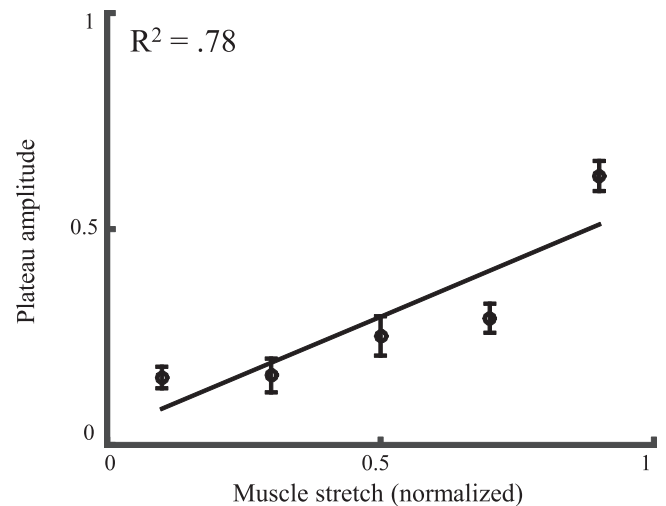 1
R² = .78
Plateau amplitude
0.5
0
0
0.5
1
Muscle stretch (normalized)